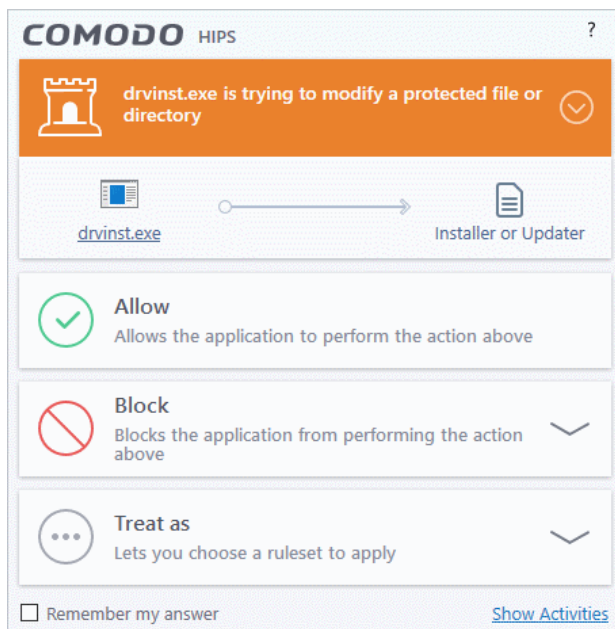 COMODO HIPS ?
drvinst.exe is trying to modify a protected file or
directory
drvinst.exe
Installer or Updater
Allow
Allows the application to perform the action above
Block
Blocks the application from performing the action
above
Treat as
Lets you choose a ruleset to apply
Remember my answer
Show Activities